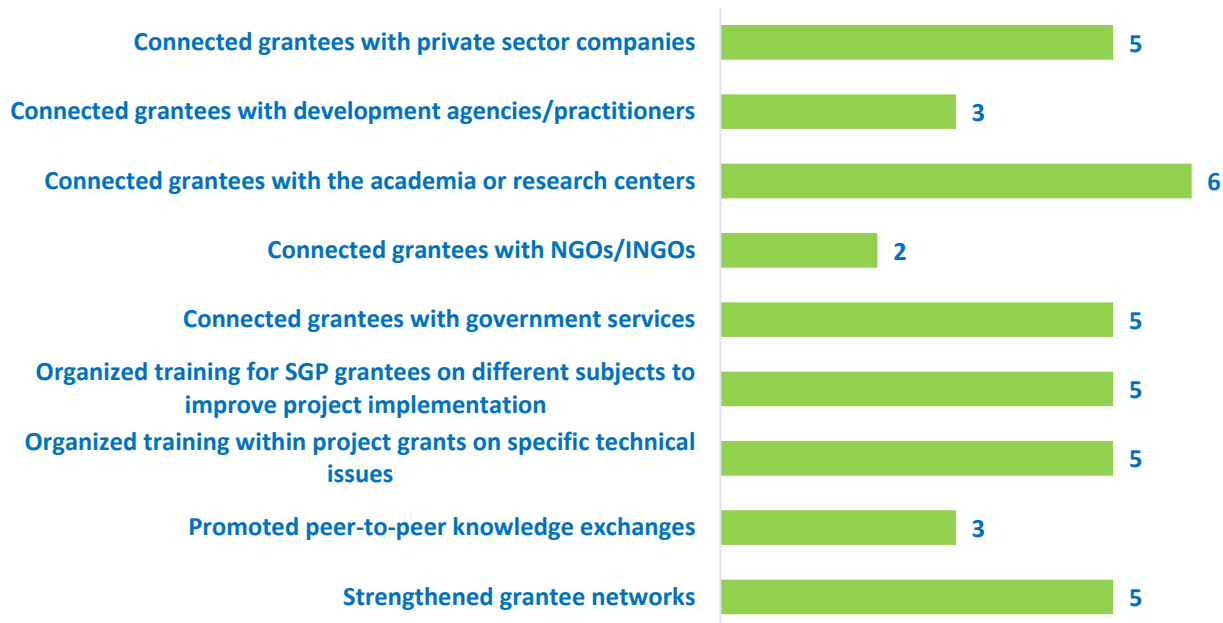 Connected grantees with private sector companies 5
Connected grantees with development agencies/practitioners 3
Connected grantees with the academia or research centers 6
Connected grantees with NGOs/INGOs 2
Connected grantees with government services 5
Organized training for SGP grantees on different subjects to
improve project implementation 5
Organized training within project grants on specific technical
issues 5
Promoted peer-to-peer knowledge exchanges 3
Strengthened grantee networks 5